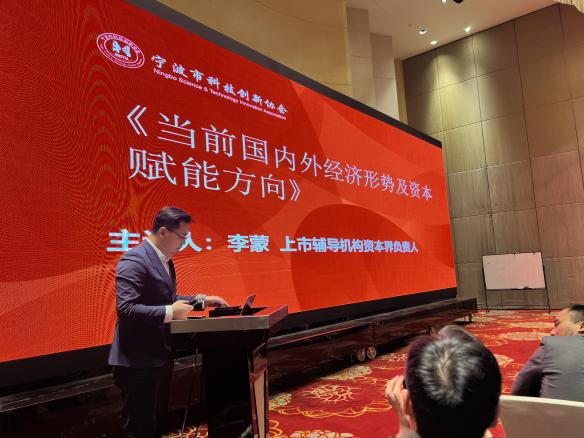 宁波市科技创新协会
Ningbo Science & Technology Innovation Association
《当前国内外经济形势及资本
赋能方向》
人：李蒙 上市辅导机构资本界负责人